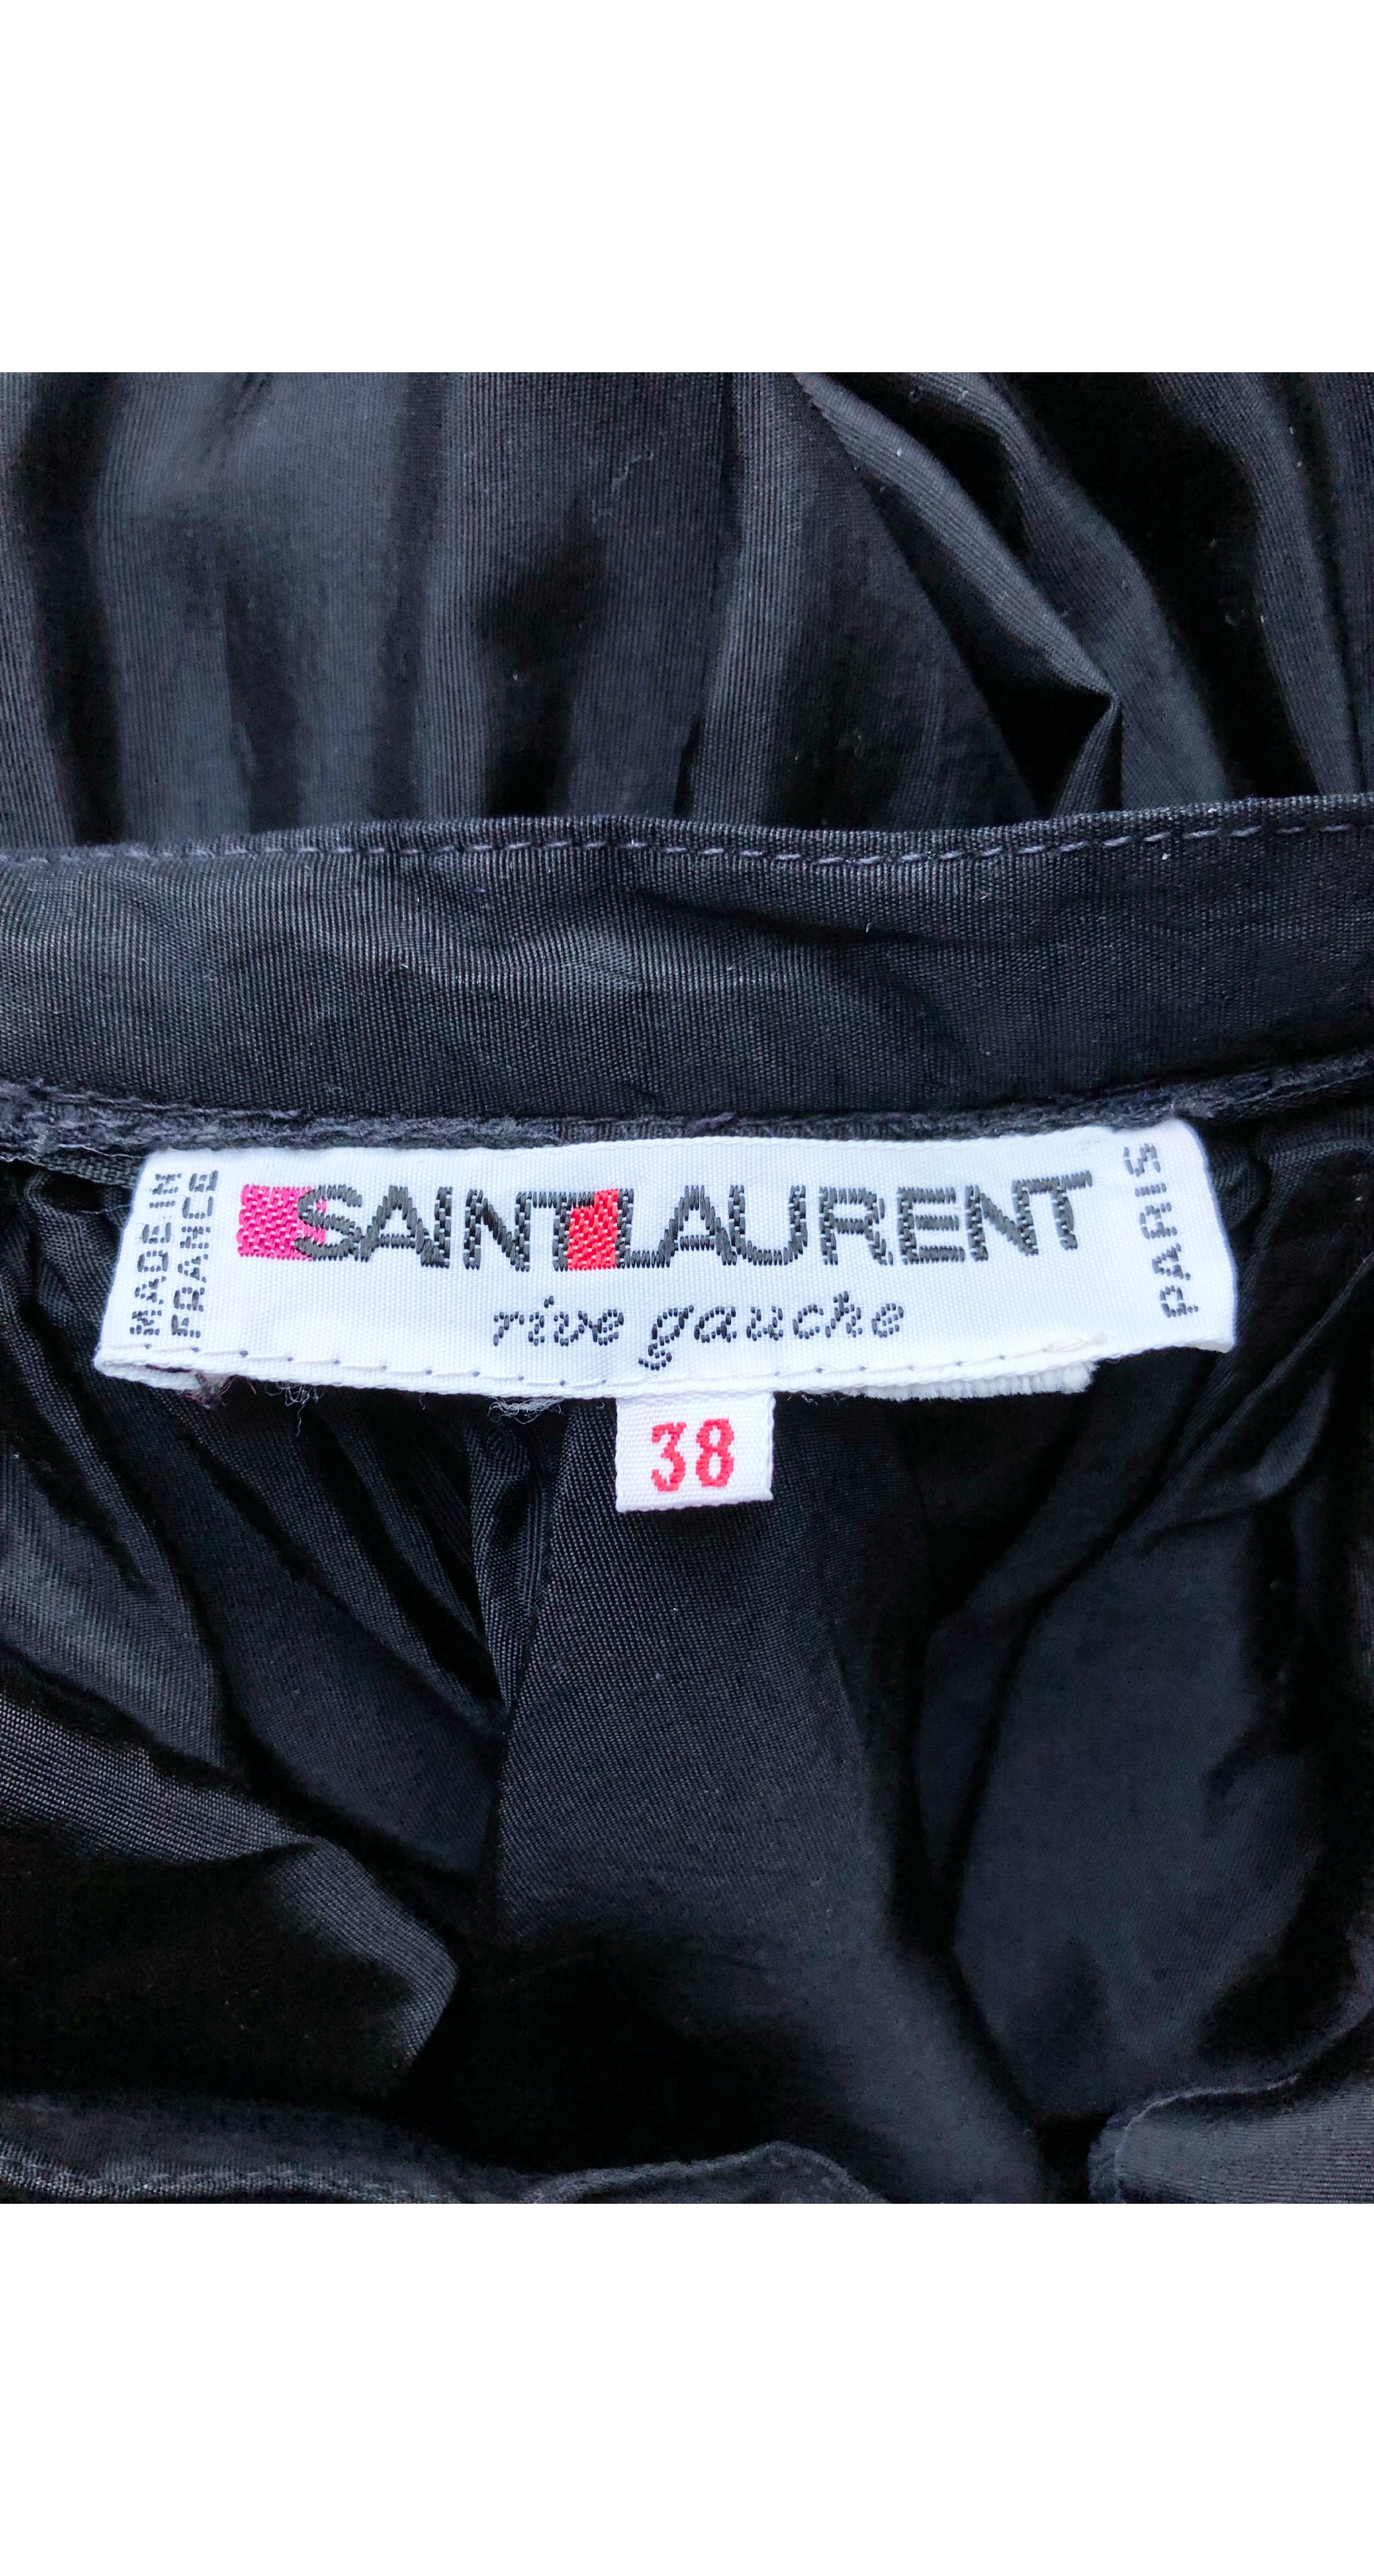 MADE IN
FRANCE
SAINT LAURENT
rive gauche
PARIS
38